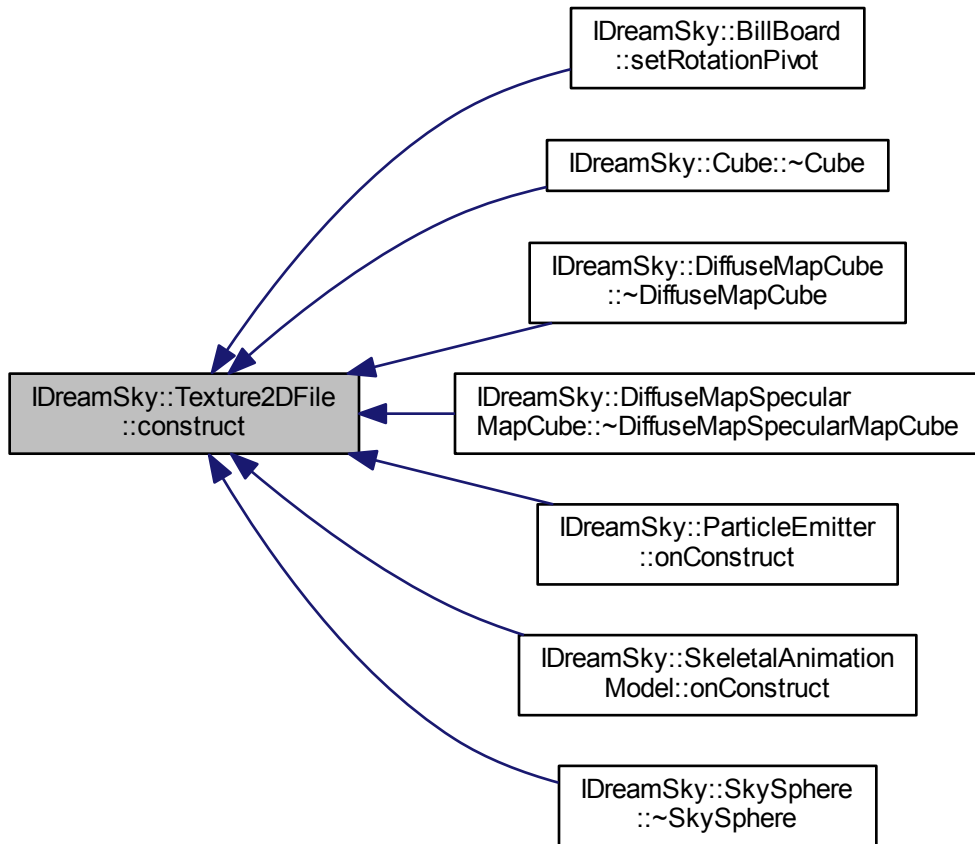 IDreamSky::BillBoard
::setRotationPivot
IDreamSky::Cube::~Cube
IDreamSky::DiffuseMapCube
::~DiffuseMapCube
IDreamSky::Texture2DFile
::construct
IDreamSky::DiffuseMapSpecular
MapCube::~DiffuseMapSpecularMapCube
IDreamSky::ParticleEmitter
::onConstruct
IDreamSky::SkeletalAnimation
Model::onConstruct
IDreamSky::SkySphere
::~SkySphere